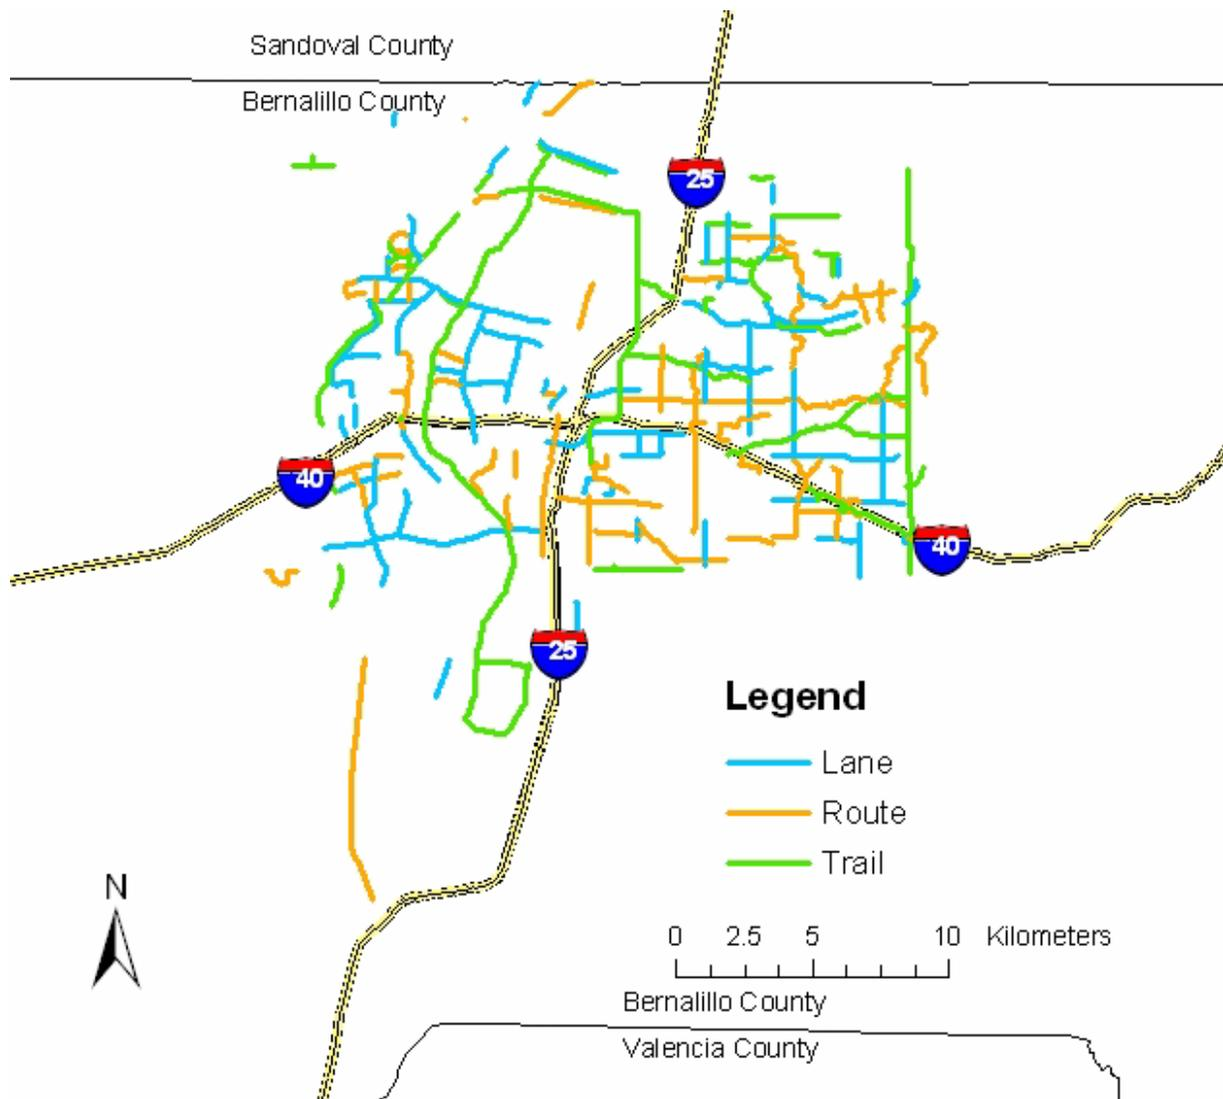 Sandoval County
Bernalillo County
25
40
40
25
Legend
Lane
Route
Trail
N
0 2.5 5 10 Kilometers
Bernalillo County
Valencia County